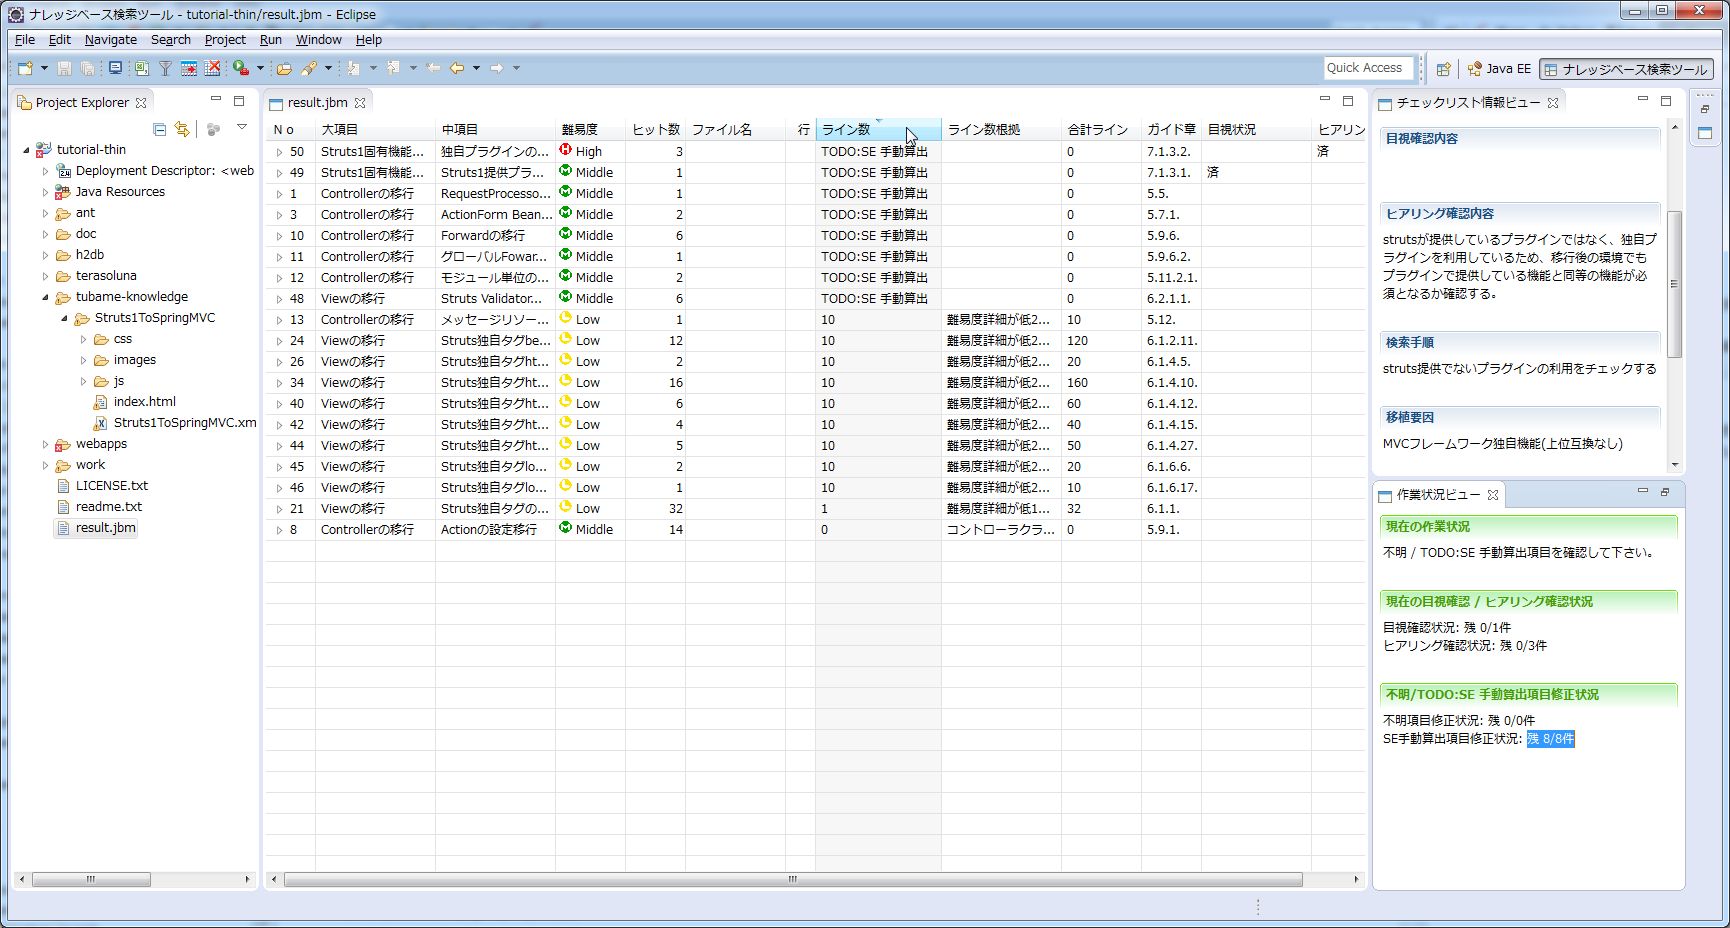 ナレッジベース検索ツール - tutorial-thin/result.jbm - Eclipse
File Edit Navigate Search Project Run Window Help
Quick Access
Java EE
ナレッジベース検索ツール
Project Explorer
tutorial-thin
Deployment Descriptor: <web
Java Resources
ant
doc
h2db
terasoluna
tubame-knowledge
Struts1ToSpringMVC
css
images
js
index.html
Struts1ToSpringMVC.xm
webapps
work
LICENSE.txt
readme.txt
result.jbm
result.jbm
No 大項目 中項目 難易度 ヒット数 ファイル名 行 ライン数 ライン数根拠 合計ライン ガイド章 目視状況 ヒアリン
50 Struts1固有機能... 独自プラグインの... High 3 TODO:SE 手動算出 0 7.1.3.2. 済
49 Struts1固有機能... Struts1提供プラ... Middle 1 TODO:SE 手動算出 0 7.1.3.1. 済
1 Controllerの移行 RequestProcesso... Middle 1 TODO:SE 手動算出 0 5.5.
3 Controllerの移行 ActionForm Bean... Middle 2 TODO:SE 手動算出 0 5.7.1.
10 Controllerの移行 Forwardの移行 Middle 6 TODO:SE 手動算出 0 5.9.6.
11 Controllerの移行 グローバルFowar... Middle 1 TODO:SE 手動算出 0 5.9.6.2.
12 Controllerの移行 モジュール単位の... Middle 2 TODO:SE 手動算出 0 5.11.2.1.
48 Viewの移行 Struts Validator... Middle 6 TODO:SE 手動算出 0 6.2.1.1.
13 Controllerの移行 メッセージリソー... Low 1 10 難易度詳細が低2... 10 5.12.
24 Viewの移行 Struts独自タグbe... Low 12 10 難易度詳細が低2... 120 6.1.2.11.
26 Viewの移行 Struts独自タグht... Low 2 10 難易度詳細が低2... 20 6.1.4.5.
34 Viewの移行 Struts独自タグht... Low 16 10 難易度詳細が低2... 160 6.1.4.10.
40 Viewの移行 Struts独自タグht... Low 6 10 難易度詳細が低2... 60 6.1.4.12.
42 Viewの移行 Struts独自タグht... Low 4 10 難易度詳細が低2... 40 6.1.4.15.
44 Viewの移行 Struts独自タグht... Low 5 10 難易度詳細が低2... 50 6.1.4.27.
45 Viewの移行 Struts独自タグlo... Low 2 10 難易度詳細が低2... 20 6.1.6.6.
46 Viewの移行 Struts独自タグlo... Low 1 10 難易度詳細が低2... 10 6.1.6.17.
21 Viewの移行 Struts独自タグの... Low 32 1 難易度詳細が低1... 32 6.1.1.
8 Controllerの移行 Actionの設定移行 Middle 14 0 コントローラクラ... 0 5.9.1.
チェックリスト情報ビュー
目視確認内容
ヒアリング確認内容
strutsが提供しているプラグインではなく、独自プ
ラグインを利用しているため、移行後の環境でも
プラグインで提供している機能と同等の機能が必
須となるか確認する。
検索手順
struts提供でないプラグインの利用をチェックする
移植要因
MVCフレームワーク独自機能(上位互換なし)
作業状況ビュー
現在の作業状況
不明 / TODO:SE 手動算出項目を確認して下さい。
現在の目視確認 / ヒアリング確認状況
目視確認状況: 残 0/1件
ヒアリング確認状況: 残 0/3件
不明/TODO:SE 手動算出項目修正状況
不明項目修正状況: 残 0/0件
SE手動算出項目修正状況: 残 8/8件